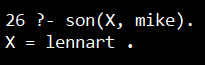 26 ?- son(X, mike).
X = lennart .